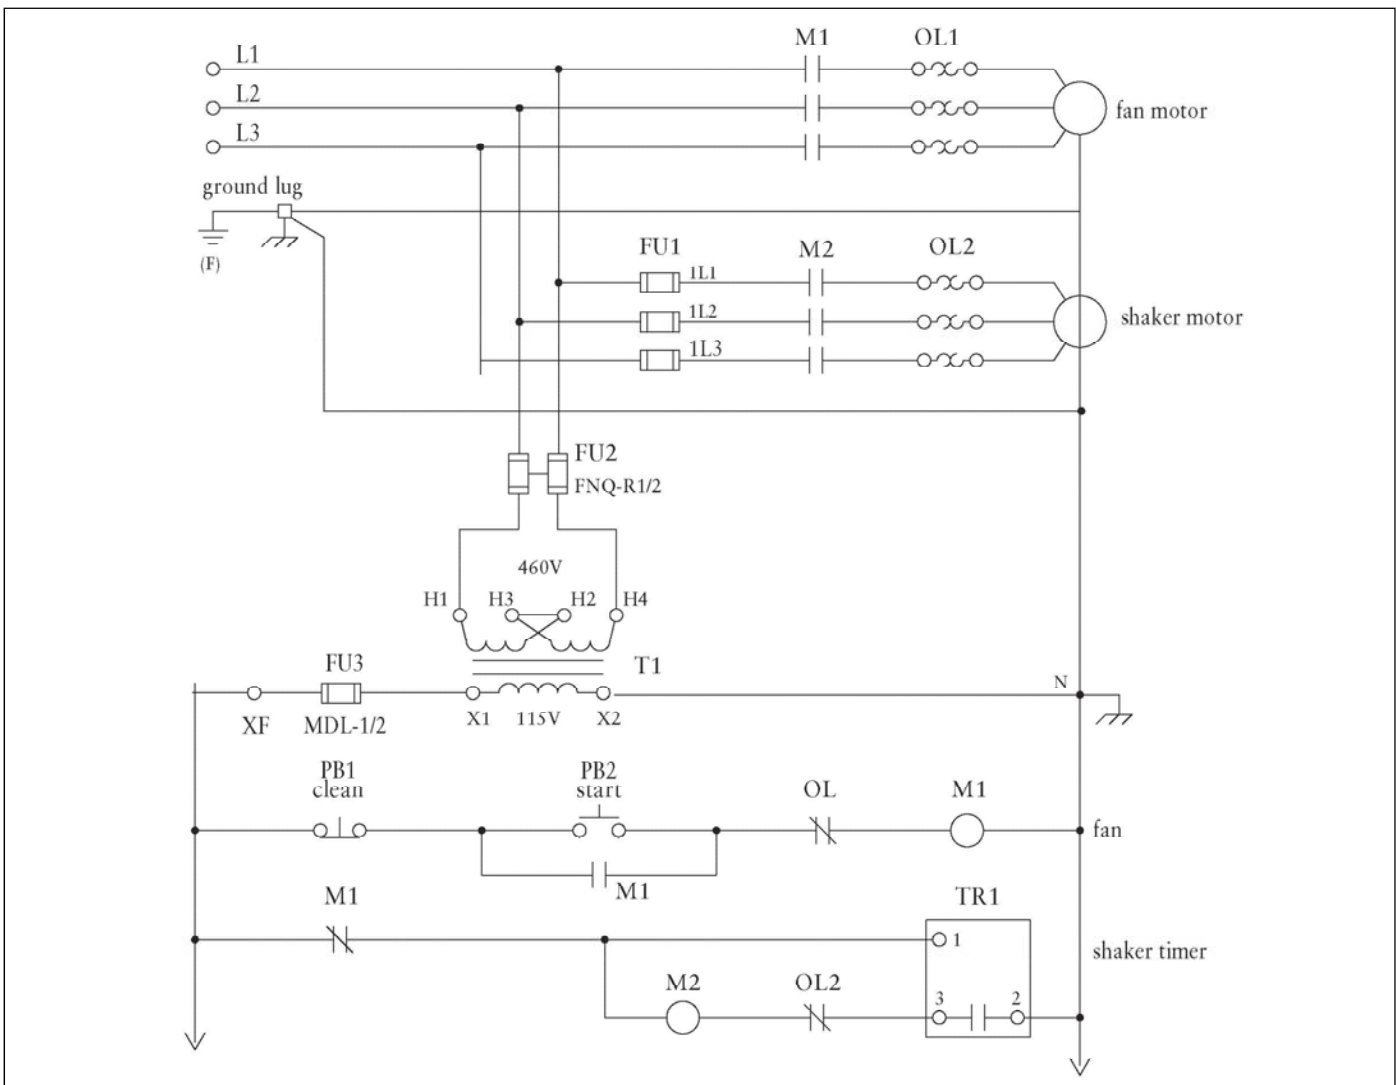 M1 OL1
L1
L2
fan motor
L3
ground lug
(F)
FU1 M2 OL2
1L1
1L2
shaker motor
1L3
FU2
FNQ-R1/2
460V
H1 H3 H2 H4
FU3 T1
N
XF MDL-1/2 X1 115V X2
PB1 PB2 OL M1
clean start
fan
M1
M1 TR1
1
shaker timer
M2 OL2 3 2